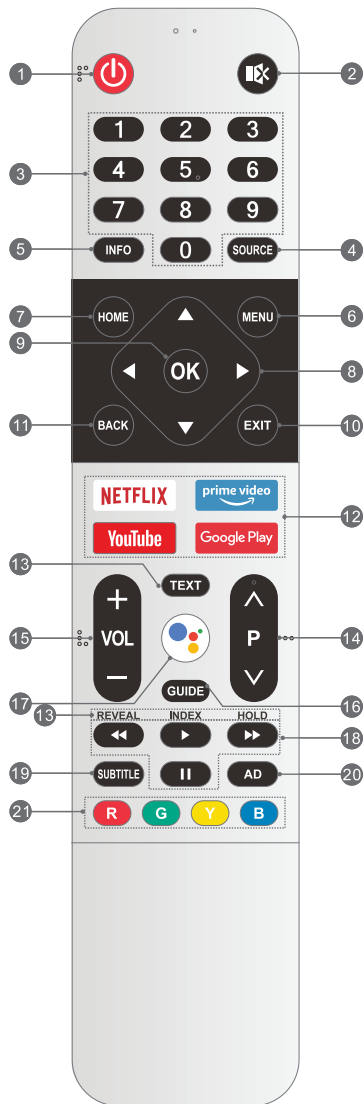 1 2
1 2 3
3
4 5 6
7 8 9
5 INFO 0 SOURCE 4
7 HOME MENU 6
9 OK 8
11 BACK EXIT 10
NETFLIX prime video
12
YouTube Google Play
13 TEXT
+
15 VOL P 14
−
17 GUIDE 16
13 REVEAL INDEX HOLD
18
19 SUBTITLE AD 20
21 R G Y B